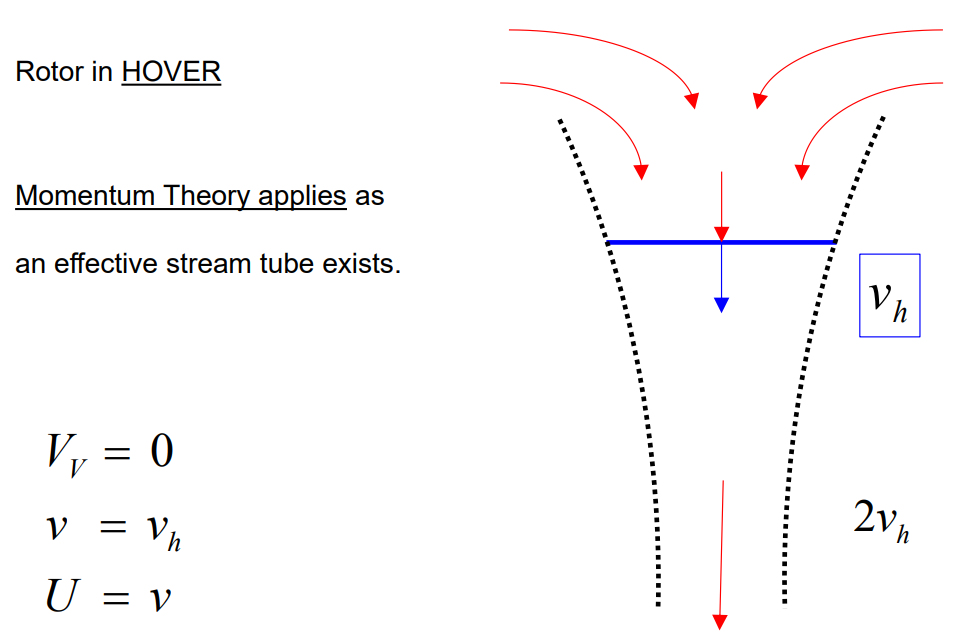 Rotor in HOVER
Momentum Theory applies as
an effective stream tube exists.
v_h
V_V = 0
v = v_h
2v_h
U = v